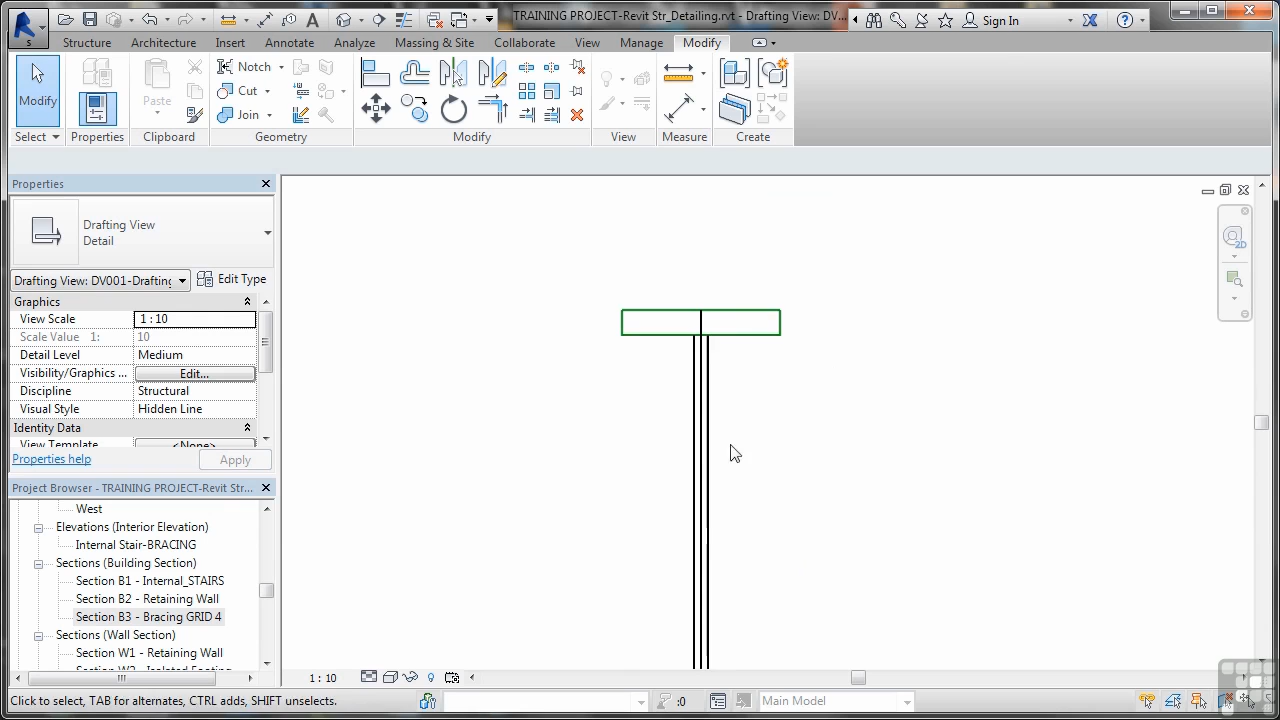 TRAINING PROJECT-Revit Str_Detailing.rvt - Drafting View: DV...
Sign In
Structure Architecture Insert Annotate Analyze Massing & Site Collaborate View Manage Modify
Modify
Notch
Cut
Join
Paste
Select Properties Clipboard Geometry Modify View Measure Create
Properties
Drafting View
Detail
Drafting View: DV001-Drafting
Edit Type
Graphics
View Scale 1 : 10
Scale Value 1: 10
Detail Level Medium
Visibility/Graphics ... Edit...
Discipline Structural
Visual Style Hidden Line
Identity Data
View Template <None>
Properties help
Apply
Project Browser - TRAINING PROJECT-Revit Str...
West
Elevations (Interior Elevation)
Internal Stair-BRACING
Sections (Building Section)
Section B1 - Internal_STAIRS
Section B2 - Retaining Wall
Section B3 - Bracing GRID 4
Sections (Wall Section)
Section W1 - Retaining Wall
Section W2 - Isolated Footing
2D
1 : 10
Click to select, TAB for alternates, CTRL adds, SHIFT unselects.
:0
Main Model